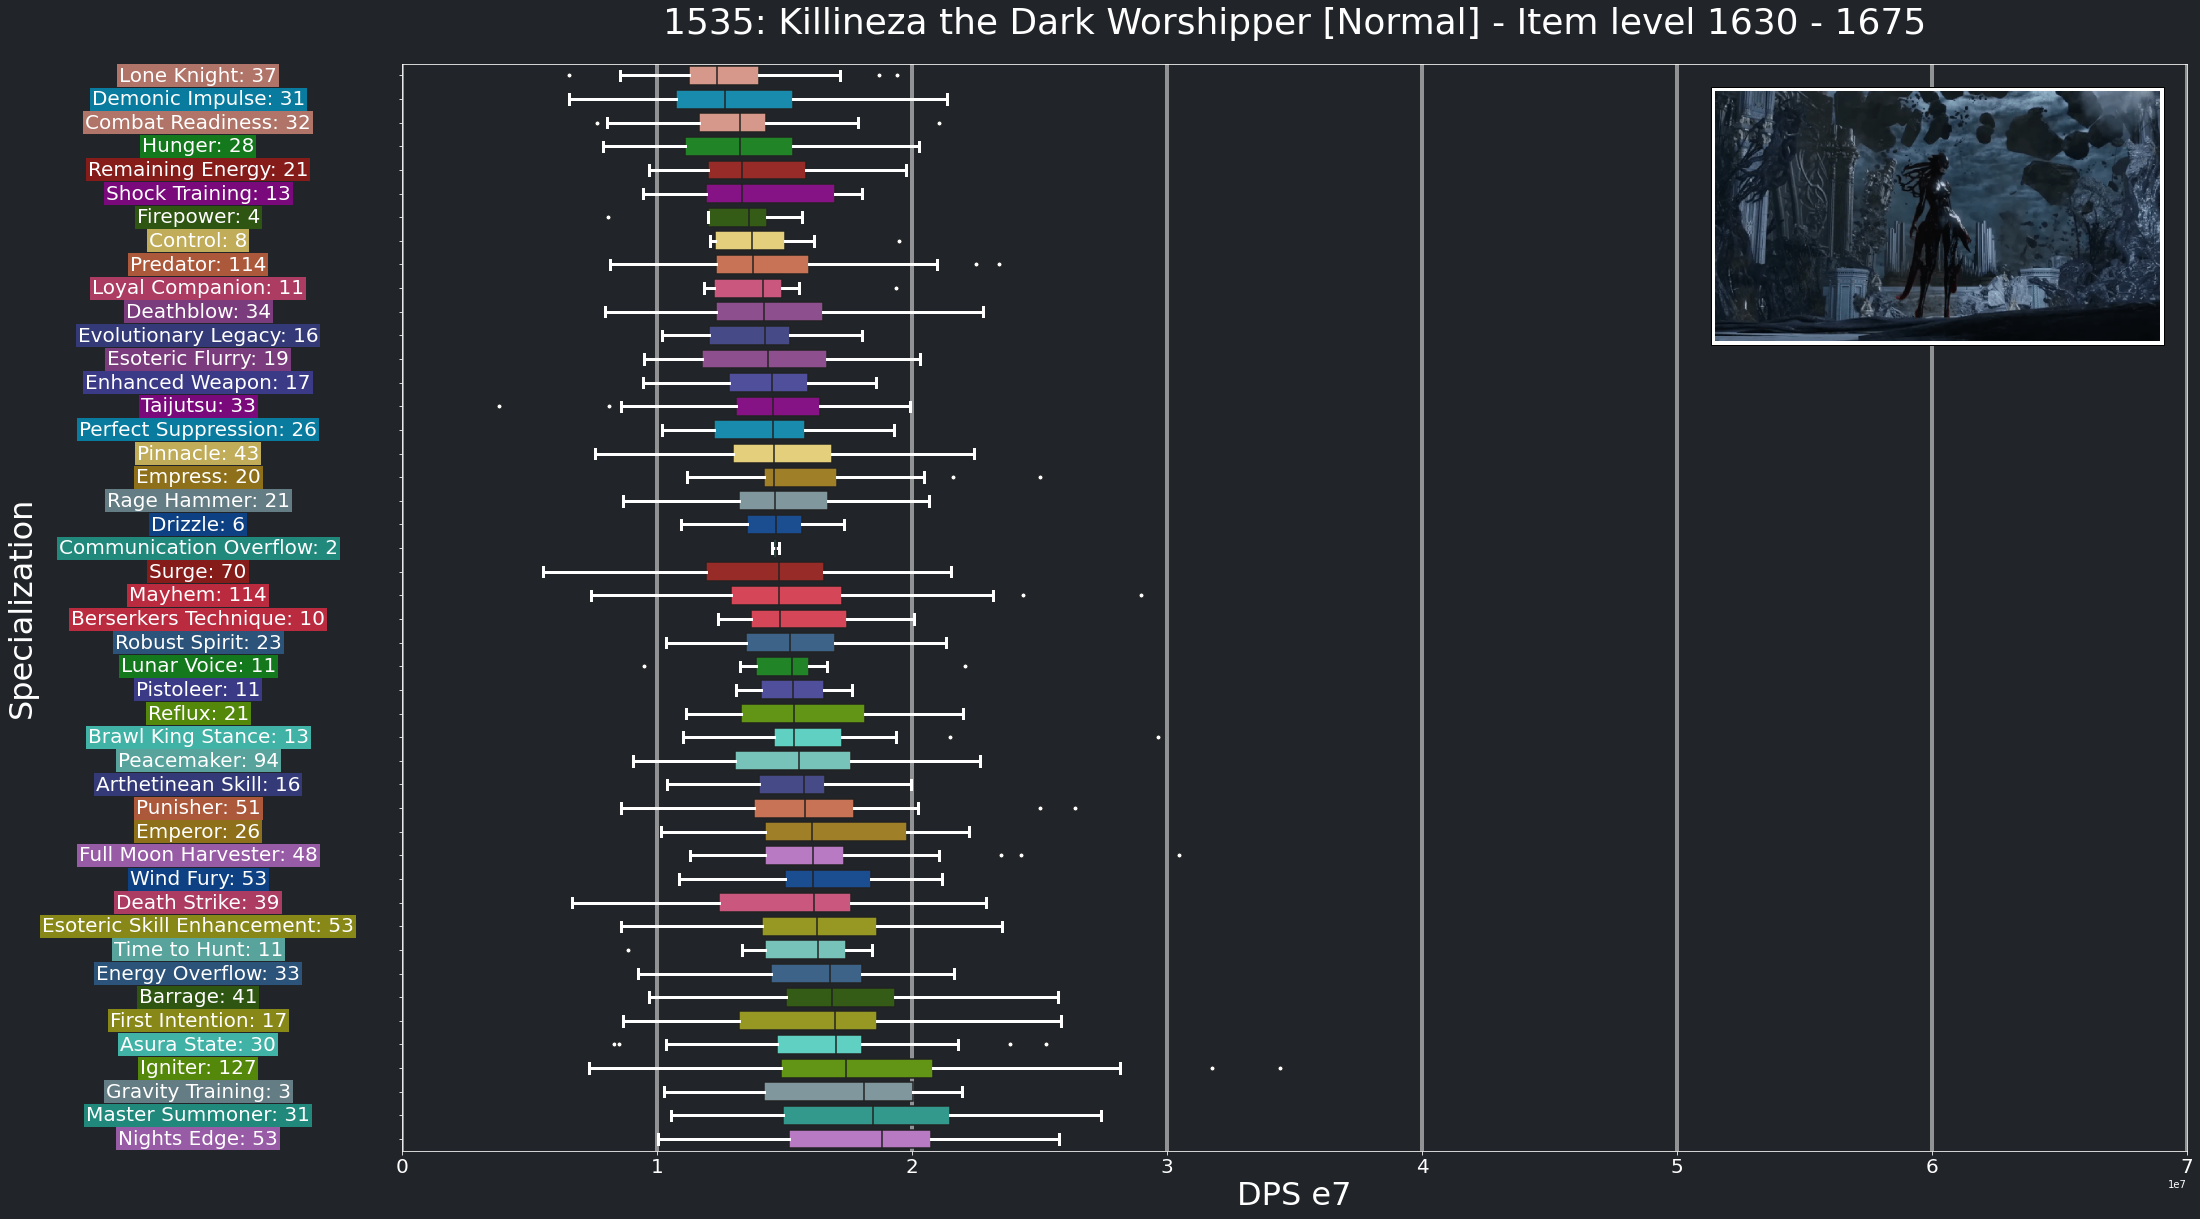 1535: Killineza the Dark Worshipper [Normal] - Item level 1630 - 1675
Specialization
Lone Knight: 37
Demonic Impulse: 31
Combat Readiness: 32
Hunger: 28
Remaining Energy: 21
Shock Training: 13
Firepower: 4
Control: 8
Predator: 114
Loyal Companion: 11
Deathblow: 34
Evolutionary Legacy: 16
Esoteric Flurry: 19
Enhanced Weapon: 17
Taijutsu: 33
Perfect Suppression: 26
Pinnacle: 43
Empress: 20
Rage Hammer: 21
Drizzle: 6
Communication Overflow: 2
Surge: 70
Mayhem: 114
Berserkers Technique: 10
Robust Spirit: 23
Lunar Voice: 11
Pistoleer: 11
Reflux: 21
Brawl King Stance: 13
Peacemaker: 94
Arthetinean Skill: 16
Punisher: 51
Emperor: 26
Full Moon Harvester: 48
Wind Fury: 53
Death Strike: 39
Esoteric Skill Enhancement: 53
Time to Hunt: 11
Energy Overflow: 33
Barrage: 41
First Intention: 17
Asura State: 30
Igniter: 127
Gravity Training: 3
Master Summoner: 31
Nights Edge: 53
0 1 2 3 4 5 6 7
1e7
DPS e7